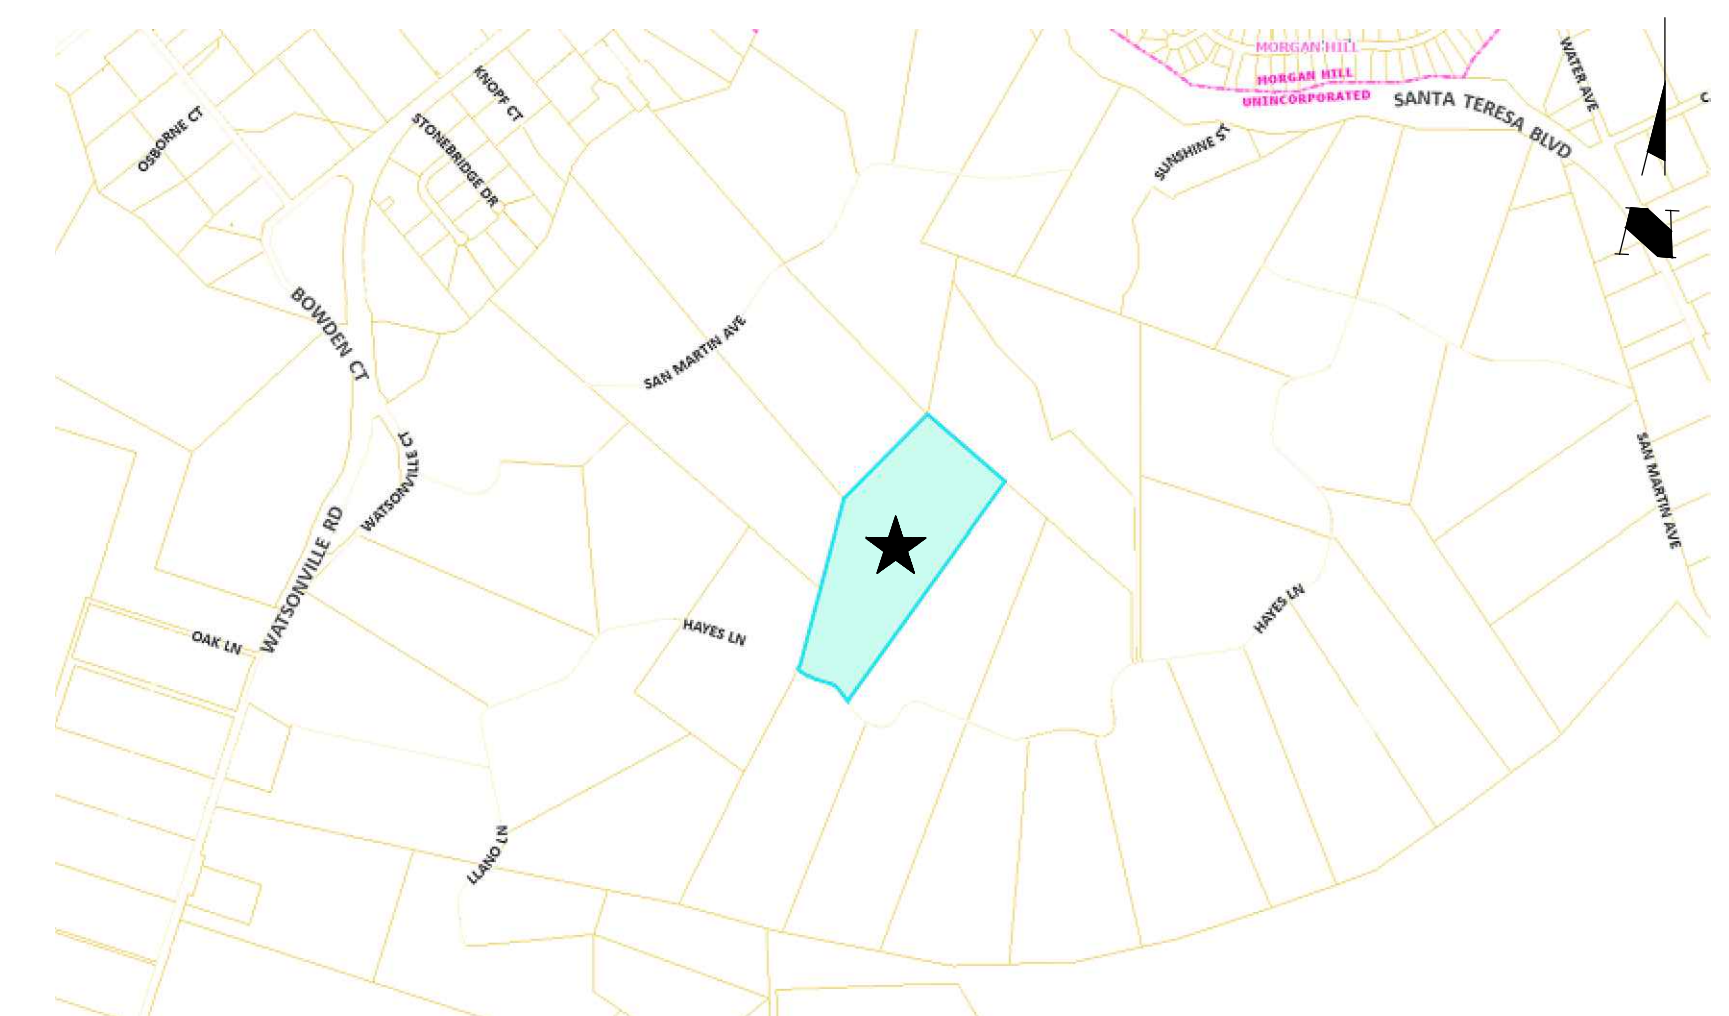 MORGAN HILL
MORGAN HILL
UNINCORPORATED
SANTA TERESA BLVD
WATER AVE
KNOPF CT
OSBORNE CT
STONEBRIDGE DR
SUNSHINE ST
N
BOWDEN CT
SAN MARTIN AVE
WATSONVILLE CT
SAN MARTIN AVE
WATSONVILLE RD
HAYES LN
HAYES LN
OAK LN
LLANO LN